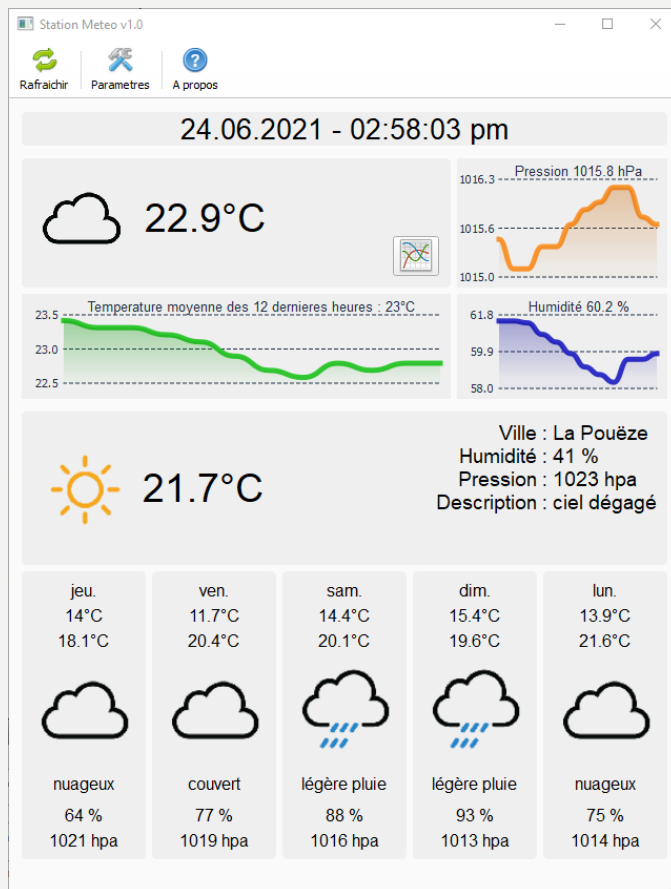 Station Meteo v1.0
Rafraichir Parametres A propos
24.06.2021 - 02:58:03 pm
22.9°C
Pression 1015.8 hPa
1016.3
1015.6
1015.0
Temperature moyenne des 12 dernieres heures : 23°C
23.5
23.0
22.5
Humidité 60.2 %
61.8
59.9
58.0
21.7°C
Ville : La Pouëze
Humidité : 41 %
Pression : 1023 hpa
Description : ciel dégagé
jeu. ven. sam. dim. lun.
14°C 11.7°C 14.4°C 15.4°C 13.9°C
18.1°C 20.4°C 20.1°C 19.6°C 21.6°C
nuageux couvert légère pluie légère pluie nuageux
64 % 77 % 88 % 93 % 75 %
1021 hpa 1019 hpa 1016 hpa 1013 hpa 1014 hpa